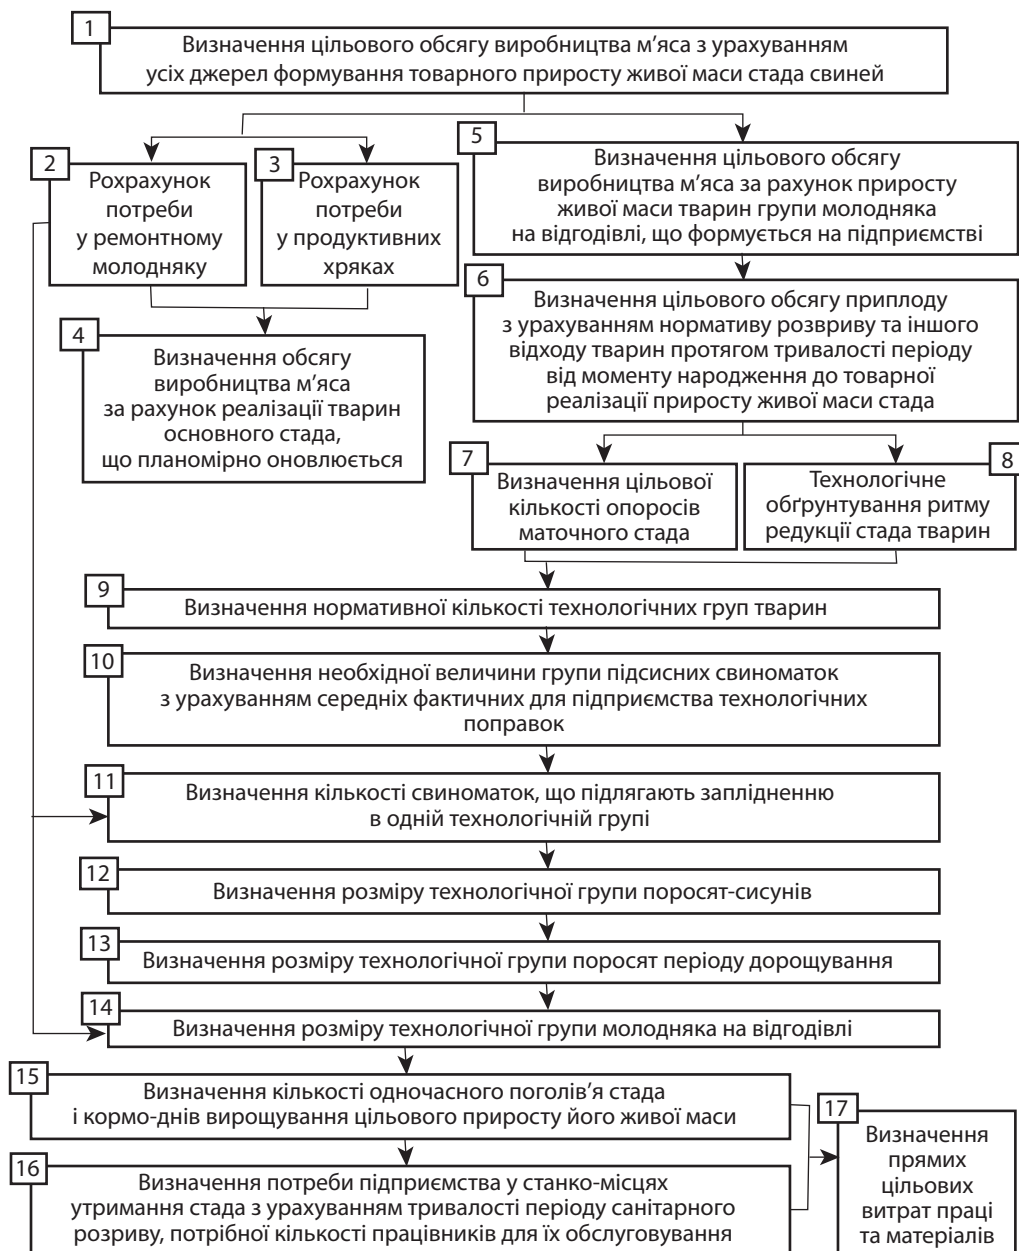 1
Визначення цільового обсягу виробництва м’яса з урахуванням
усіх джерел формування товарного приросту живої маси стада свиней
2
Рохрахунок
потреби
у ремонтному
молодняку
3
Рохрахунок
потреби
у продуктивних
хряках
4
Визначення обсягу
виробництва м’яса
за рахунок реалізації тварин
основного стада,
що планомірно оновлюється
5
Визначення цільового обсягу
виробництва м’яса за рахунок приросту
живої маси тварин групи молодняка
на відгодівлі, що формується на підприємстві
6
Визначення цільового обсягу приплоду
з урахуванням нормативу розвриву та іншого
відходу тварин протягом тривалості періоду
від моменту народження до товарної
реалізації приросту живої маси стада
7
Визначення цільової
кількості опоросів
маточного стада
8
Технологічне
обґрунтування ритму
редукції стада тварин
9
Визначення нормативної кількості технологічних груп тварин
10
Визначення необхідної величини групи підсисних свиноматок
з урахуванням середніх фактичних для підприємства технологічних
поправок
11
Визначення кількості свиноматок, що підлягають заплідненню
в одній технологічній групі
12
Визначення розміру технологічної групи поросят-сисунів
13
Визначення розміру технологічної групи поросят періоду дорощування
14
Визначення розміру технологічної групи молодняка на відгодівлі
15
Визначення кількості одночасного поголів’я стада
і кормо-днів вирощування цільового приросту його живої маси
16
Визначення потреби підприємства у станко-місцях
утримання стада з урахуванням тривалості періоду санітарного
розриву, потрібної кількості працівників для їх обслуговування
17
Визначення
прямих
цільових
витрат праці
та матеріалів